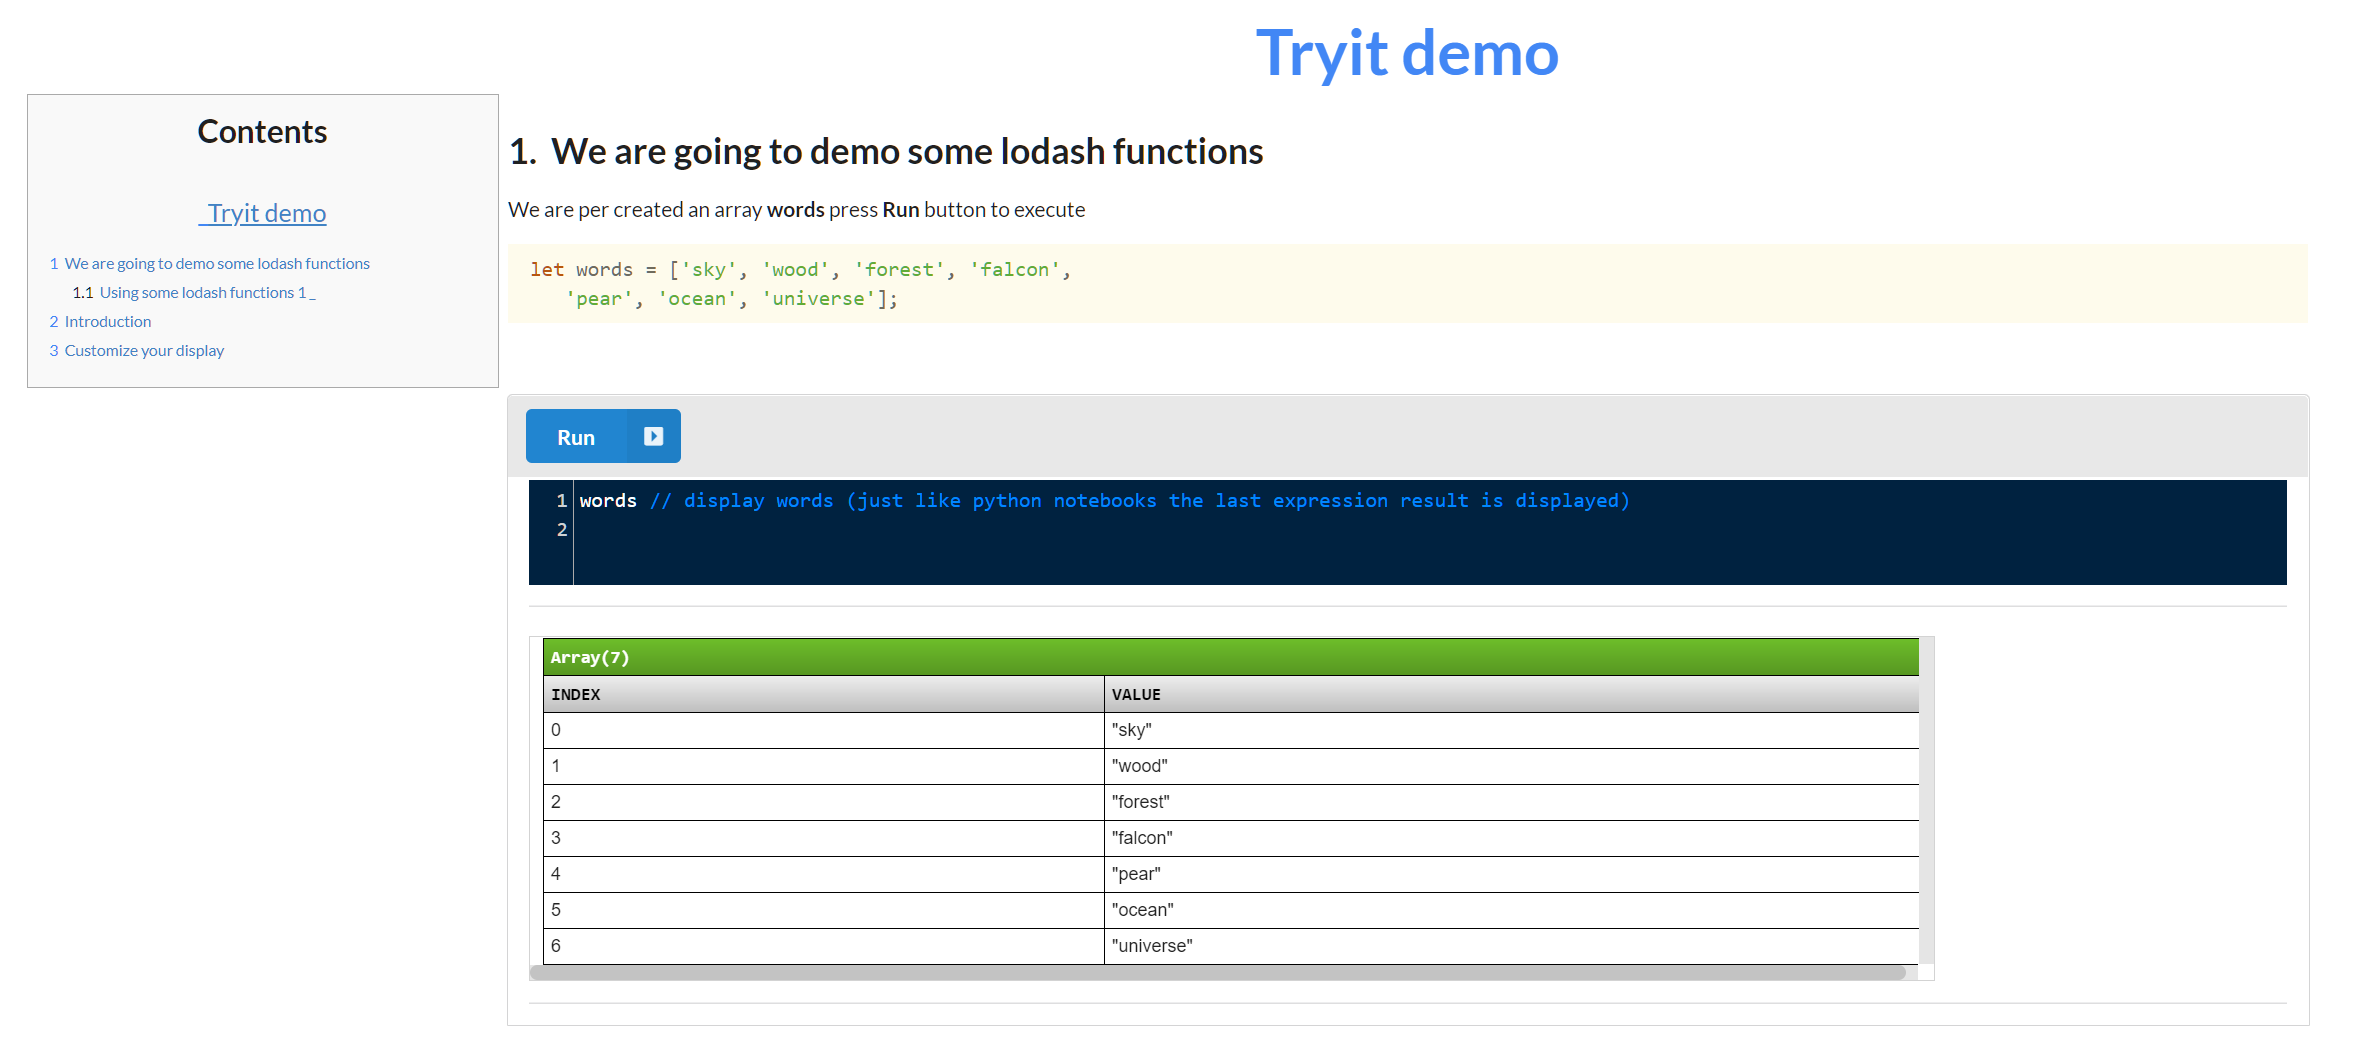 Tryit demo
Contents
Tryit demo
1 We are going to demo some lodash functions
1.1 Using some lodash functions 1 _
2 Introduction
3 Customize your display
1. We are going to demo some lodash functions
We are per created an array words press Run button to execute
let words = ['sky', 'wood', 'forest', 'falcon',
'pear', 'ocean', 'universe'];
Run
1 words // display words (just like python notebooks the last expression result is displayed)
2
Array(7)
INDEX VALUE
0 "sky"
1 "wood"
2 "forest"
3 "falcon"
4 "pear"
5 "ocean"
6 "universe"